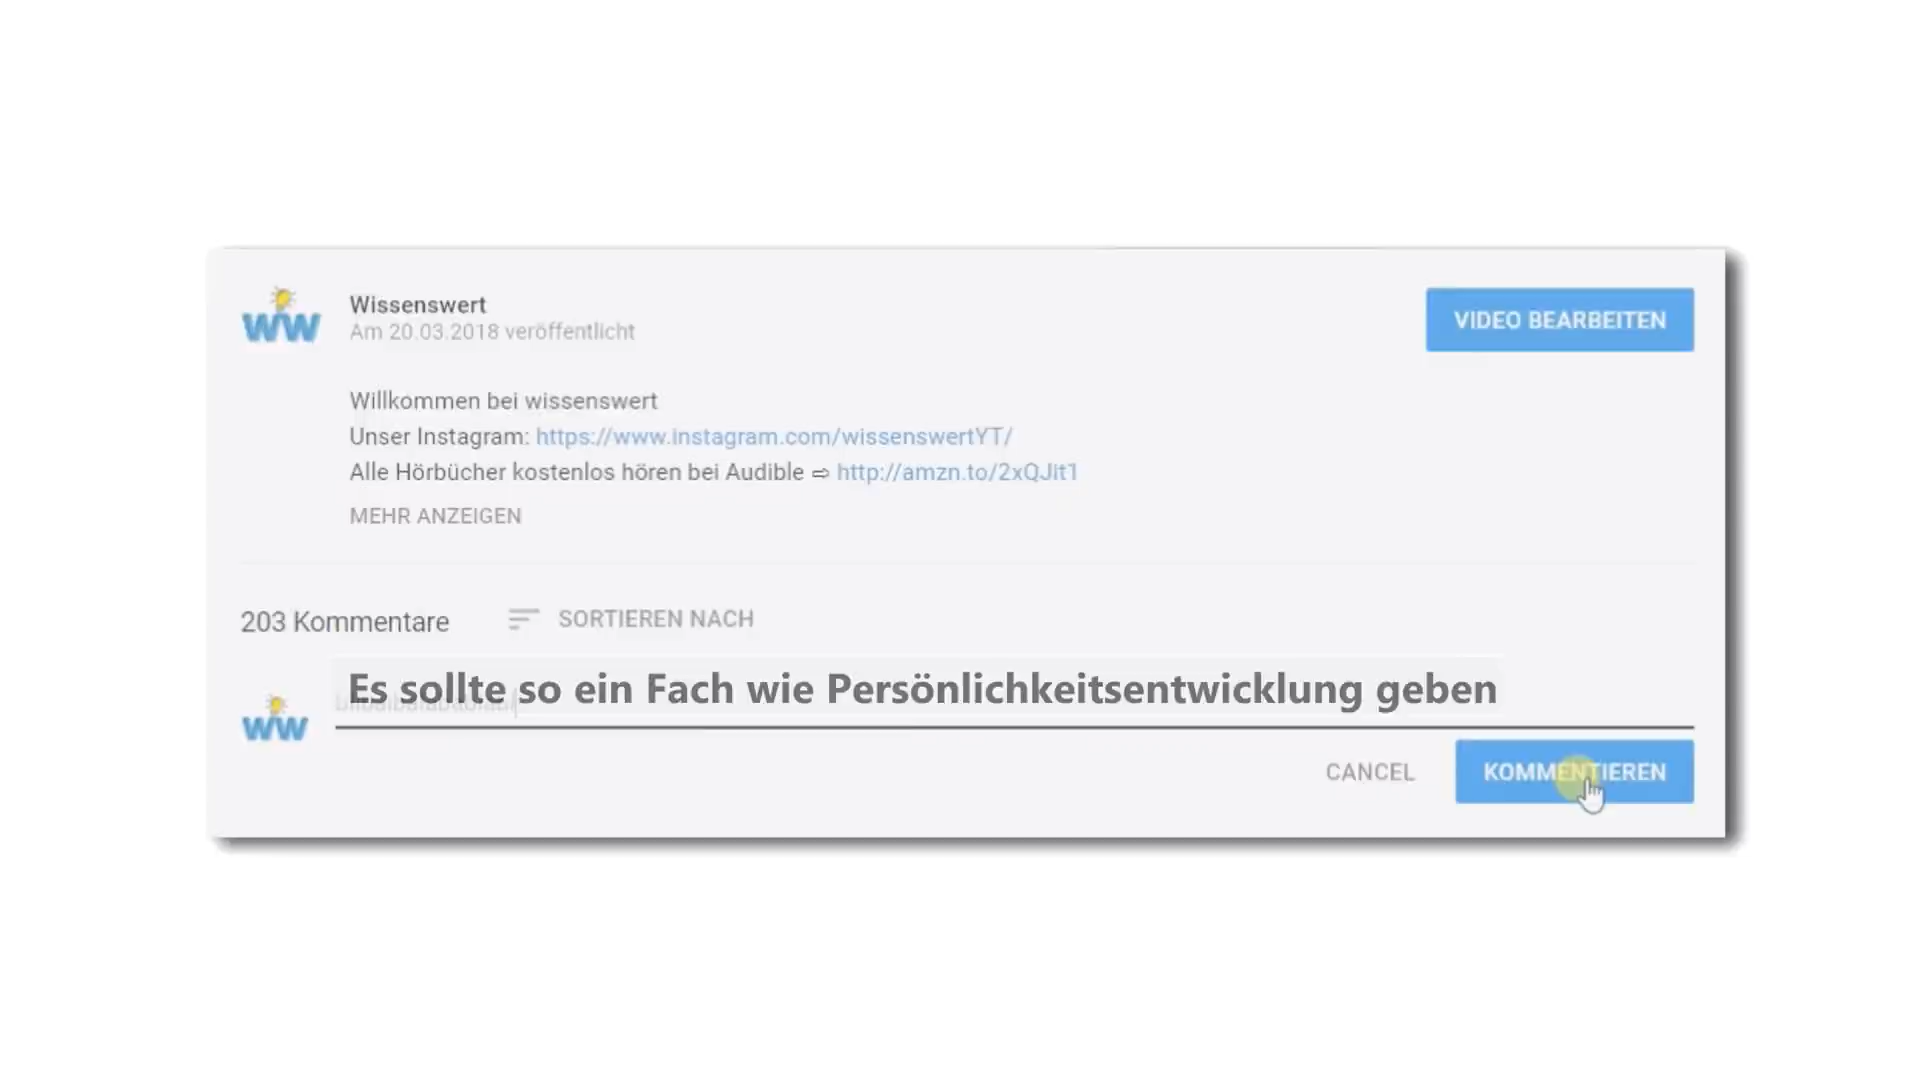 WW
Wissenswert
Am 20.03.2018 veröffentlicht
VIDEO BEARBEITEN
Willkommen bei wissenswert
Unser Instagram: https://www.instagram.com/wissenswertYT/
Alle Hörbücher kostenlos hören bei Audible ⇨ http://amzn.to/2xQJit1
MEHR ANZEIGEN
203 Kommentare
SORTIEREN NACH
WW
Es sollte so ein Fach wie Persönlichkeitsentwicklung geben
CANCEL
KOMMENTIEREN